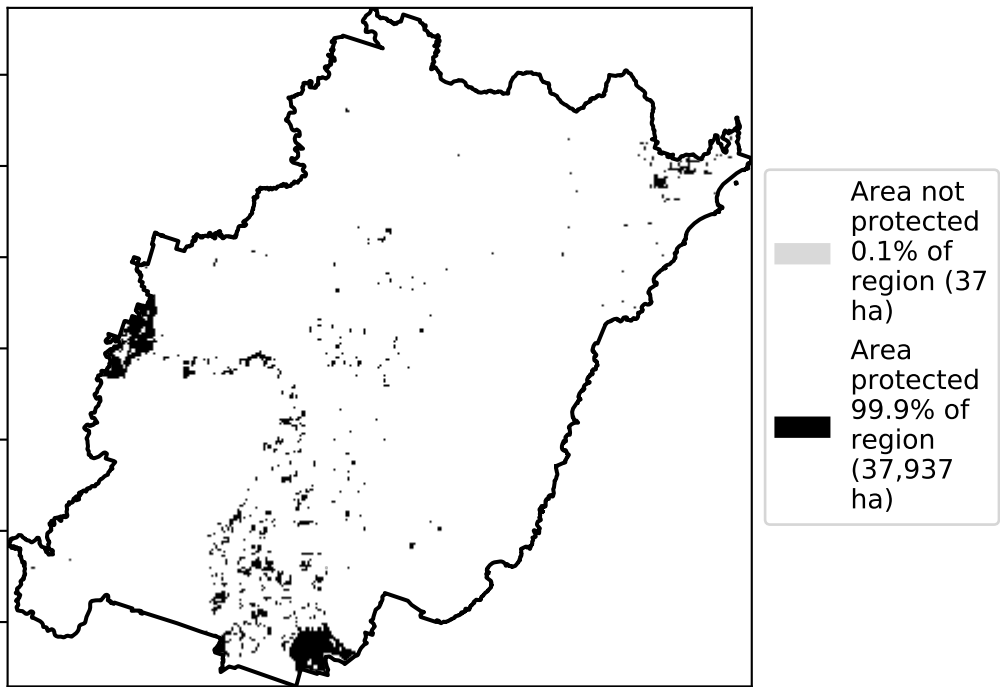 Area not
protected
0.1% of
region (37
ha)
Area
protected
99.9% of
region
(37,937
ha)